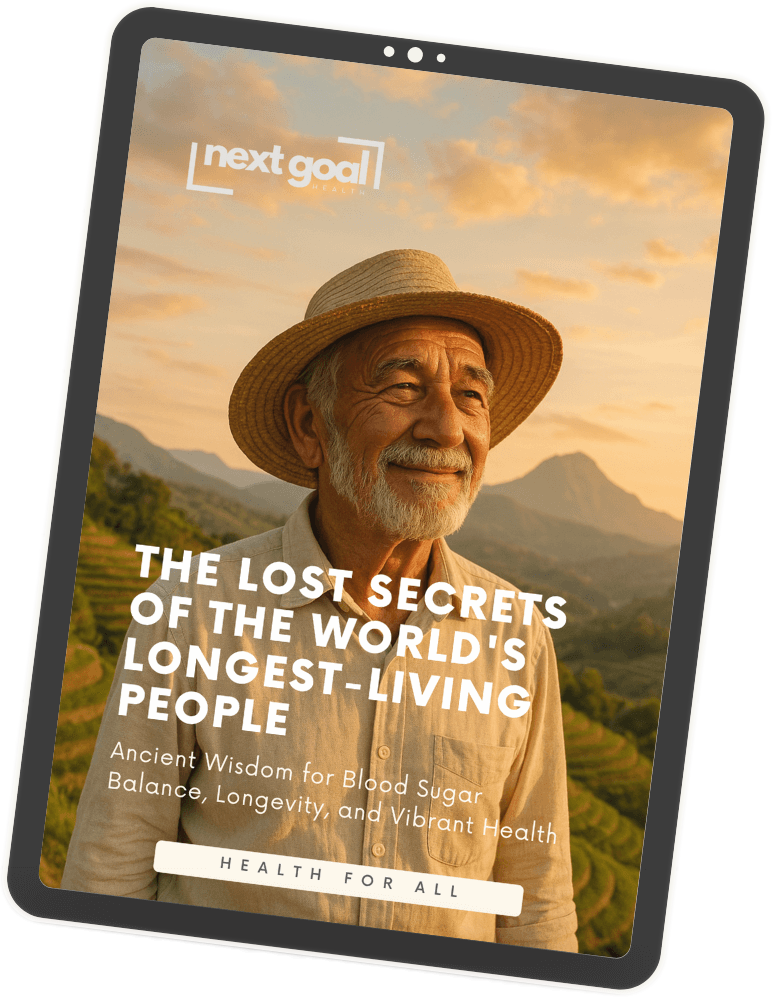 next goal
HEALTH
THE LOST SECRETS
OF THE WORLD'S
LONGEST-LIVING
PEOPLE
Ancient Wisdom for Blood Sugar
Balance, Longevity, and Vibrant Health
HEALTH FOR ALL